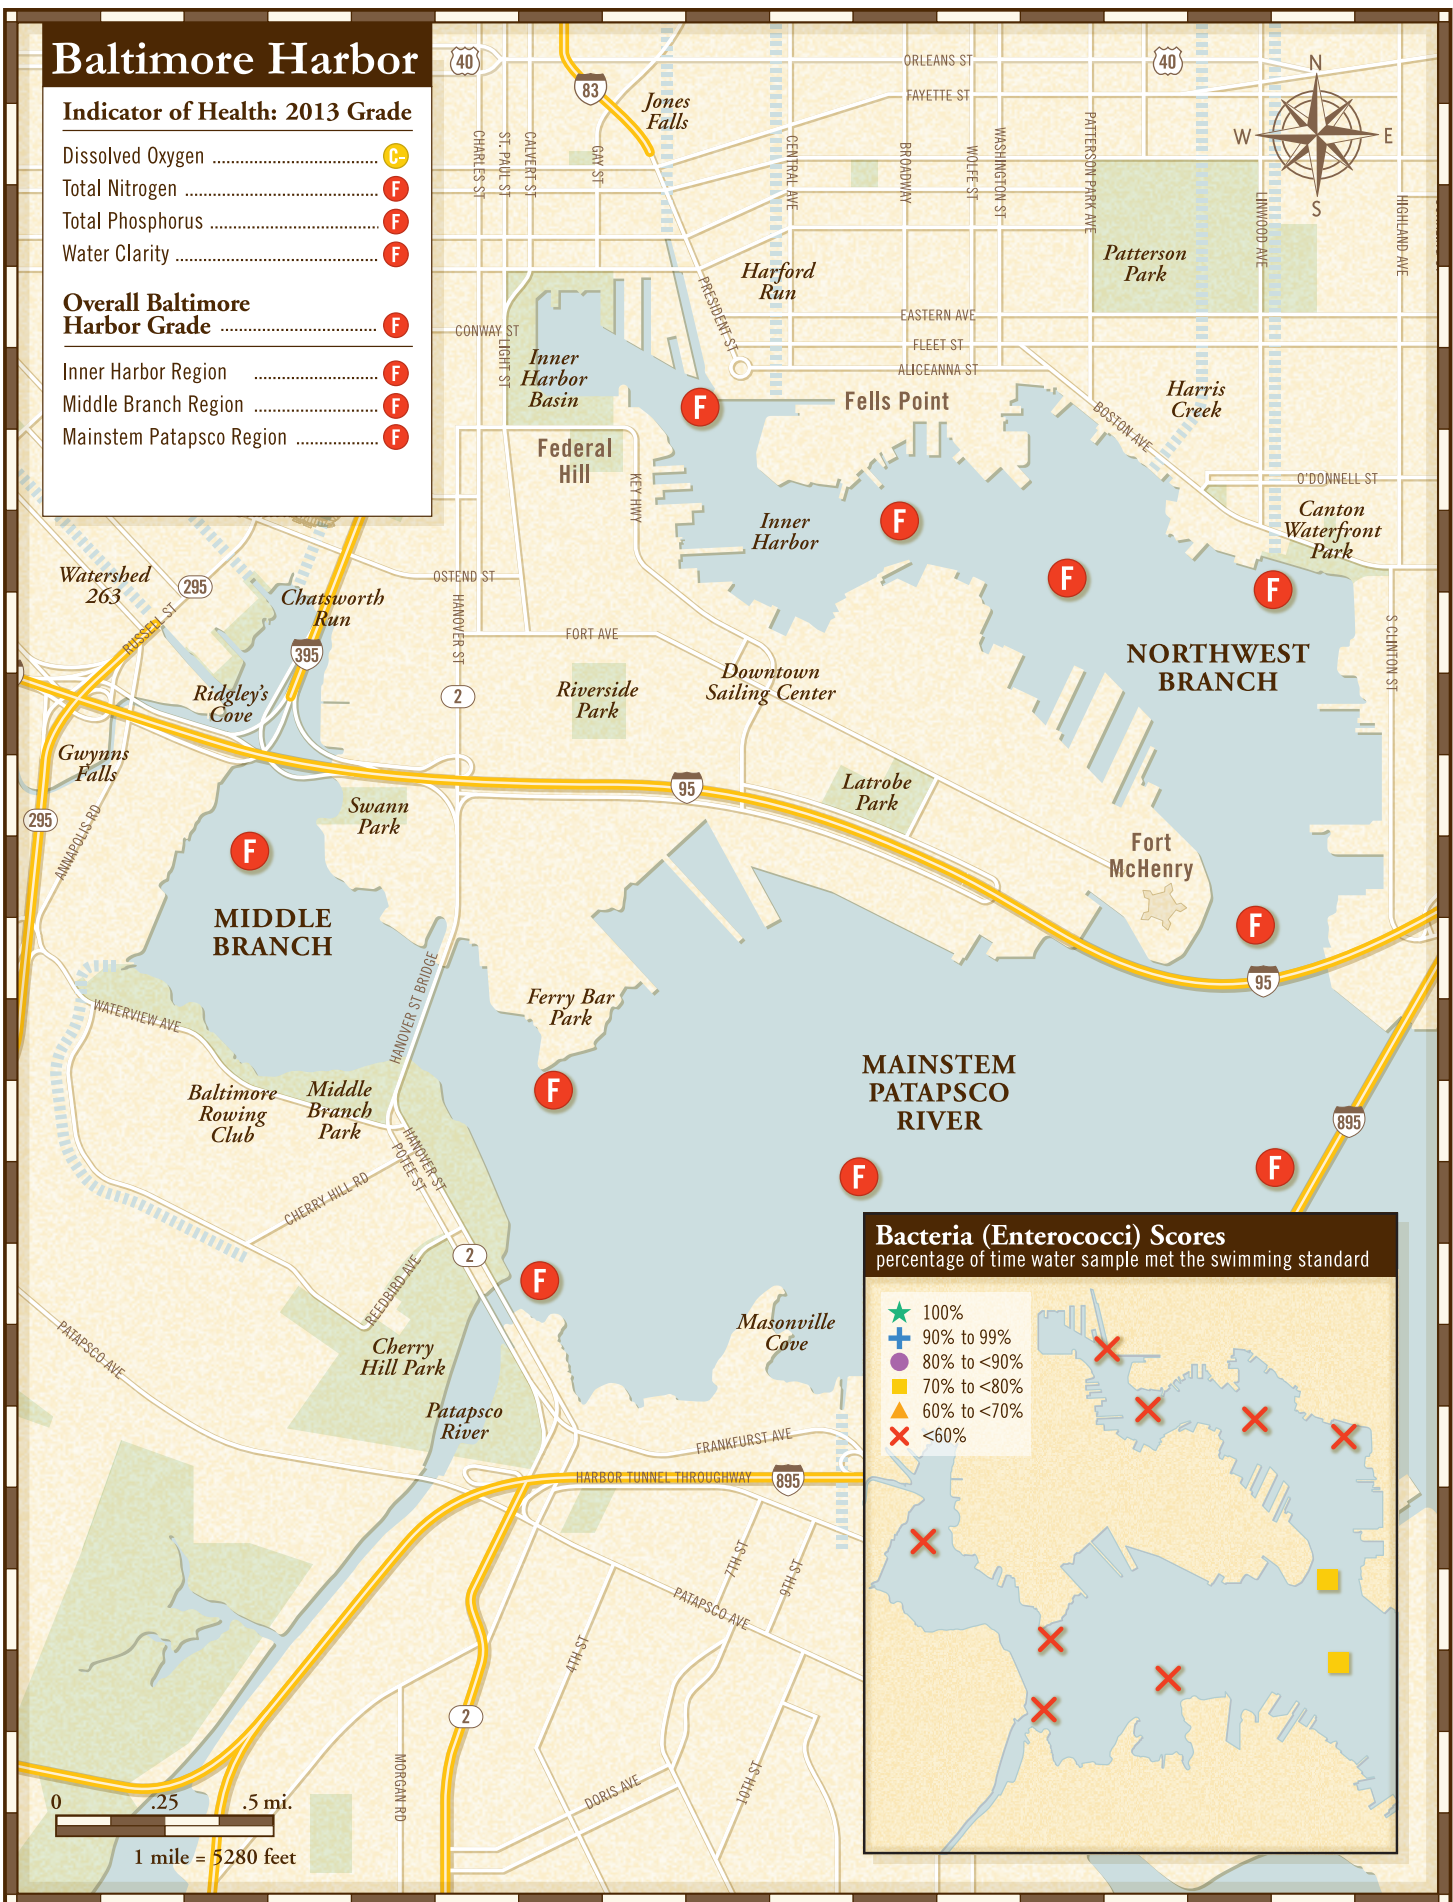 Baltimore Harbor
Indicator of Health: 2013 Grade
Dissolved Oxygen .................................... C-
Total Nitrogen .......................................... F
Total Phosphorus ..................................... F
Water Clarity ............................................ F
Overall Baltimore
Harbor Grade .................................. F
Inner Harbor Region ........................... F
Middle Branch Region ........................... F
Mainstem Patapsco Region .................. F
40
83
Jones
Falls
ORLEANS ST
40
FAYETTE ST
N
W
E
S
CHARLES ST
ST. PAUL ST
CALVERT ST
GAY ST
CENTRAL AVE
BROADWAY
WOLFE ST
WASHINGTON ST
PATTERSON PARK AVE
LINWOOD AVE
HIGHLAND AVE
Patterson
Park
Harford
Run
PRESIDENT ST
CONWAY ST
LIGHT ST
EASTERN AVE
FLEET ST
ALICEANNA ST
Inner
Harbor
Basin
F
Fells Point
Harris
Creek
BOSTON AVE
Federal
Hill
KEY HWY
O'DONNELL ST
Canton
Waterfront
Park
Inner
Harbor
F
F
F
Watershed
263
295
RUSSELL ST
Chatsworth
Run
395
OSTEND ST
HANOVER ST
FORT AVE
S CLINTON ST
NORTHWEST
BRANCH
Ridgley's
Cove
2
Riverside
Park
Downtown
Sailing Center
Gwynns
Falls
295
ANNAPOLIS RD
Swann
Park
95
Latrobe
Park
Fort
McHenry
F
MIDDLE
BRANCH
F
95
HANOVER ST BRIDGE
Ferry Bar
Park
WATERVIEW AVE
MAINSTEM
PATAPSCO
RIVER
Baltimore
Rowing
Club
Middle
Branch
Park
F
895
HANOVER ST
POTEE ST
F
F
CHERRY HILL RD
2
REEDBIRD AVE
F
PATAPSCO AVE
Cherry
Hill Park
Masonville
Cove
Patapsco
River
FRANKFURST AVE
HARBOR TUNNEL THROUGHWAY
895
7TH ST
9TH ST
PATAPSCO AVE
4TH ST
2
MORGAN RD
DORIS AVE
10TH ST
Bacteria (Enterococci) Scores
percentage of time water sample met the swimming standard
100%
90% to 99%
80% to <90%
70% to <80%
60% to <70%
<60%
0 .25 .5 mi.
1 mile = 5280 feet